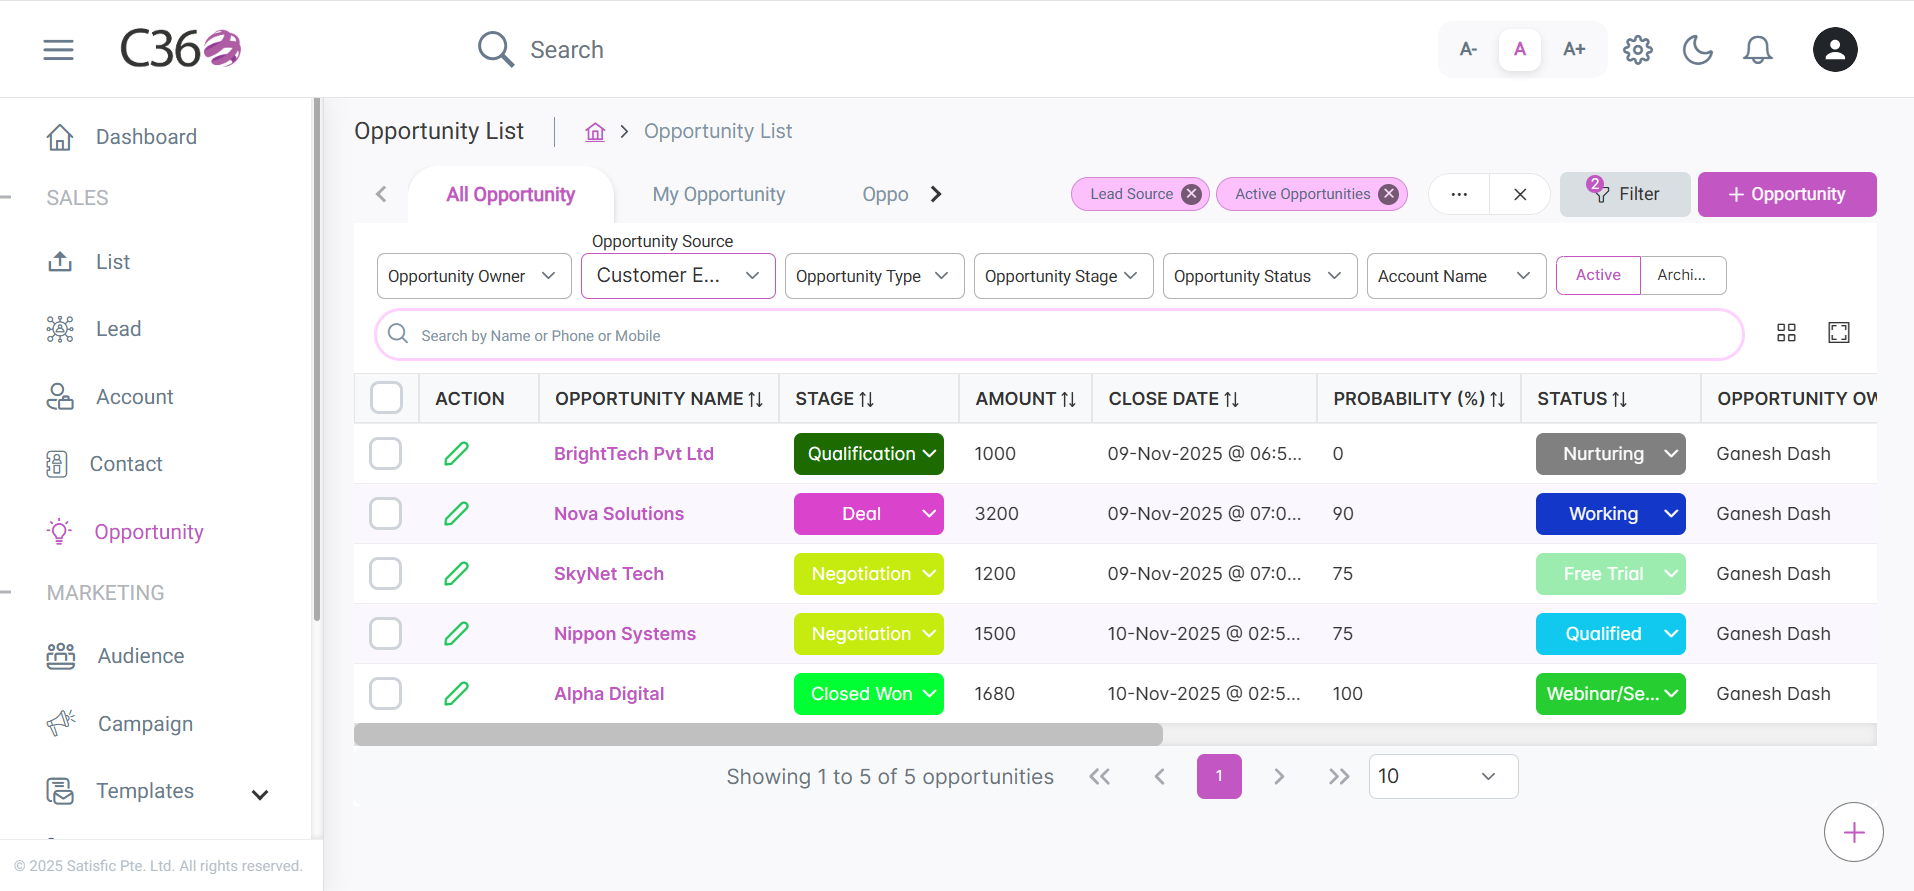 C360
Search
A-
A
A+
Dashboard
SALES
List
Lead
Account
Contact
Opportunity
MARKETING
Audience
Campaign
Templates
© 2025 Satisfic Pte. Ltd. All rights reserved.
Opportunity List
Opportunity List
All Opportunity
My Opportunity
Oppo
Lead Source
Active Opportunities
...
2
Filter
+ Opportunity
Opportunity Source
Opportunity Owner
Customer E...
Opportunity Type
Opportunity Stage
Opportunity Status
Account Name
Active
Archi...
Search by Name or Phone or Mobile
ACTION OPPORTUNITY NAME STAGE AMOUNT CLOSE DATE PROBABILITY (%) STATUS OPPORTUNITY OW
BrightTech Pvt Ltd Qualification 1000 09-Nov-2025 @ 06:5... 0 Nurturing Ganesh Dash
Nova Solutions Deal 3200 09-Nov-2025 @ 07:0... 90 Working Ganesh Dash
SkyNet Tech Negotiation 1200 09-Nov-2025 @ 07:0... 75 Free Trial Ganesh Dash
Nippon Systems Negotiation 1500 10-Nov-2025 @ 02:5... 75 Qualified Ganesh Dash
Alpha Digital Closed Won 1680 10-Nov-2025 @ 02:5... 100 Webinar/Se... Ganesh Dash
Showing 1 to 5 of 5 opportunities
1
10